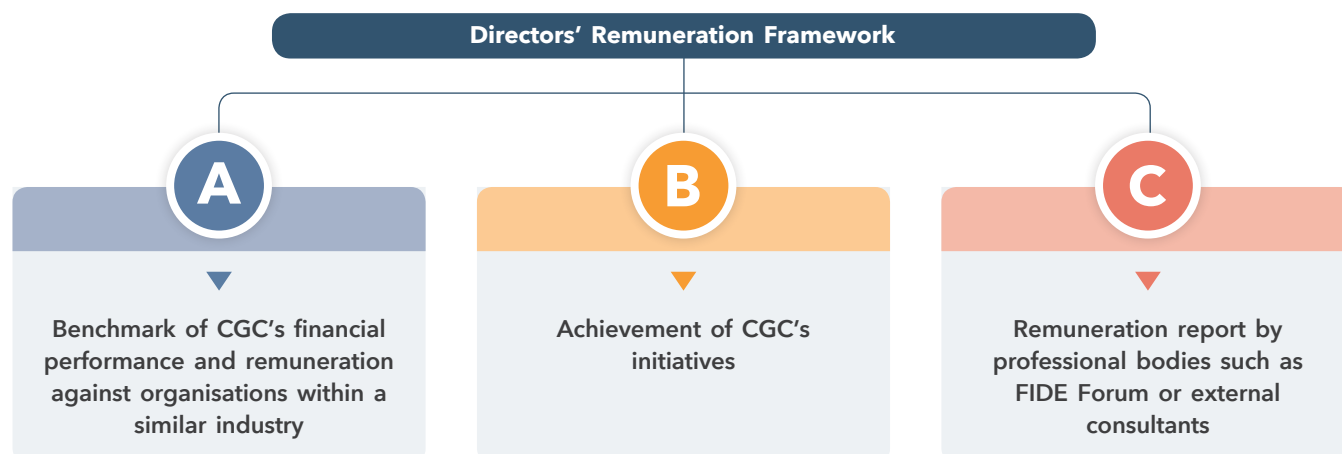 Directors’ Remuneration Framework
A
Benchmark of CGC’s financial
performance and remuneration
against organisations within a
similar industry
B
Achievement of CGC’s
initiatives
C
Remuneration report by
professional bodies such as
FIDE Forum or external
consultants